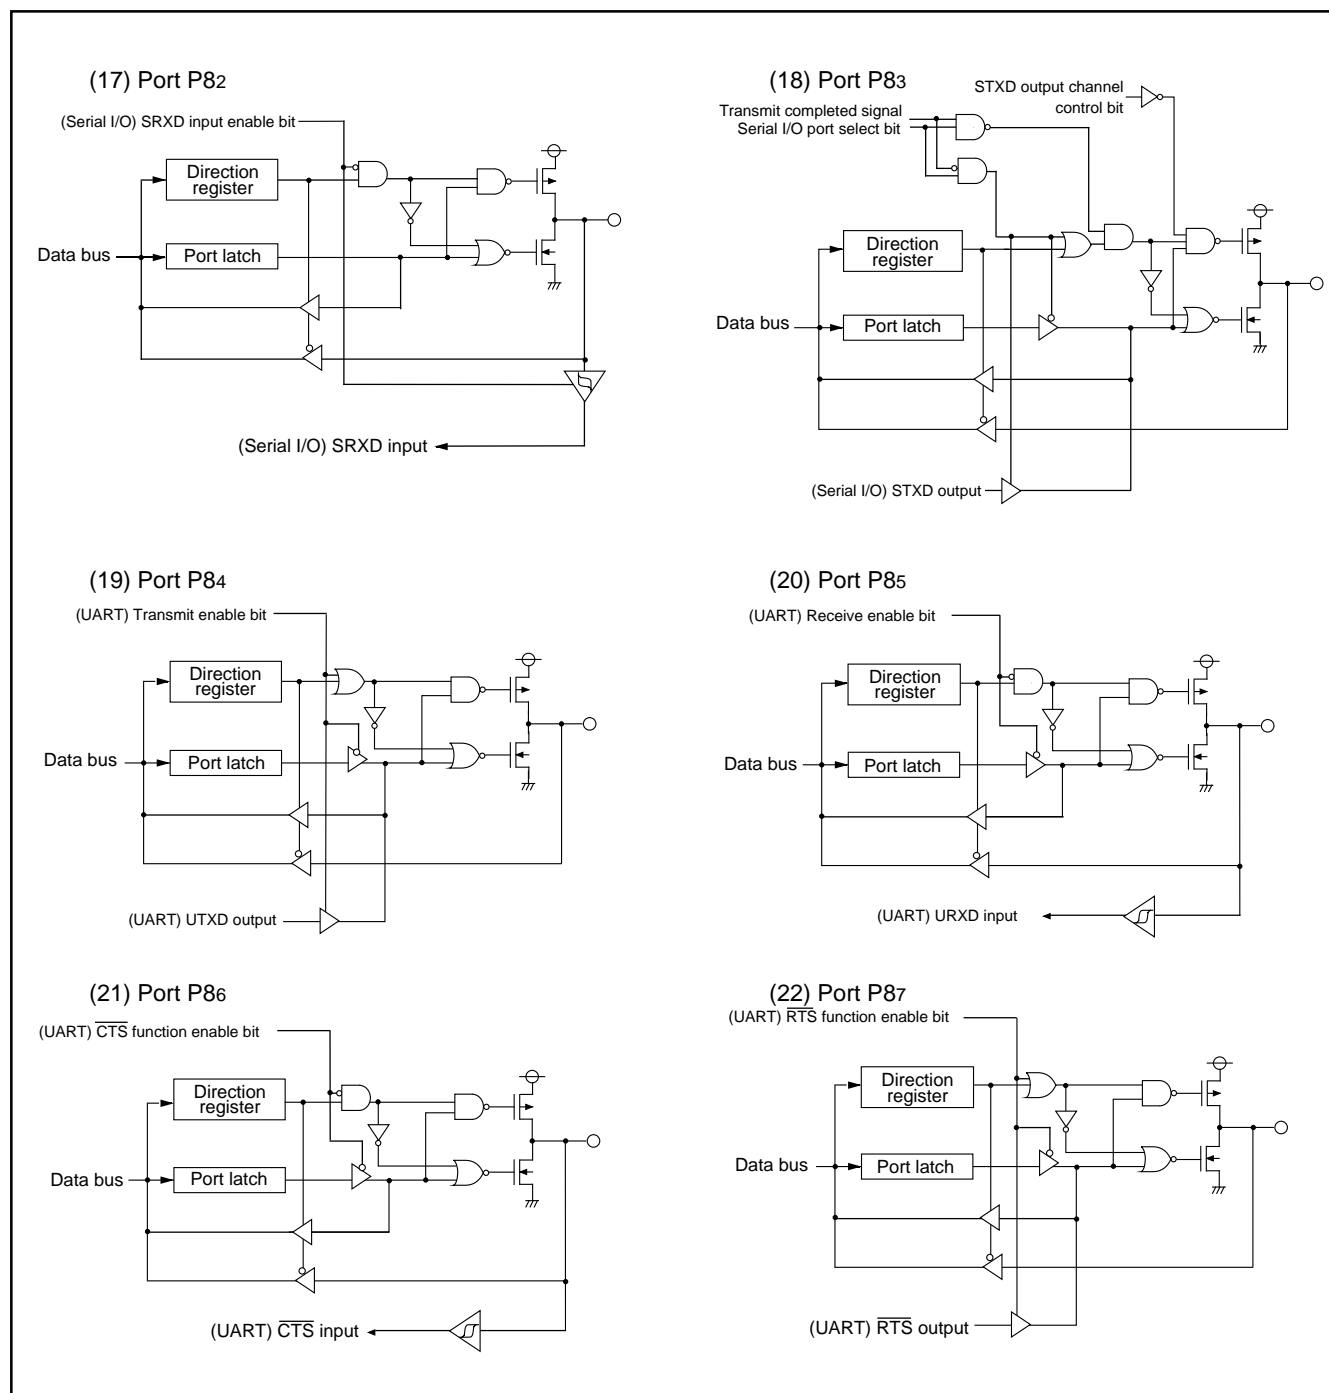 (17) Port P82
(Serial I/O) SRXD input enable bit
Direction
register
Data bus
Port latch
(Serial I/O) SRXD input
(18) Port P83
STXD output channel
control bit
Transmit completed signal
Serial I/O port select bit
Direction
register
Data bus
Port latch
(Serial I/O) STXD output
(19) Port P84
(UART) Transmit enable bit
Direction
register
Data bus
Port latch
(UART) UTXD output
(20) Port P85
(UART) Receive enable bit
Direction
register
Data bus
Port latch
(UART) URXD input
(21) Port P86
(UART) C̅T̅S̅ function enable bit
Direction
register
Data bus
Port latch
(UART) C̅T̅S̅ input
(22) Port P87
(UART) R̅T̅S̅ function enable bit
Direction
register
Data bus
Port latch
(UART) R̅T̅S̅ output